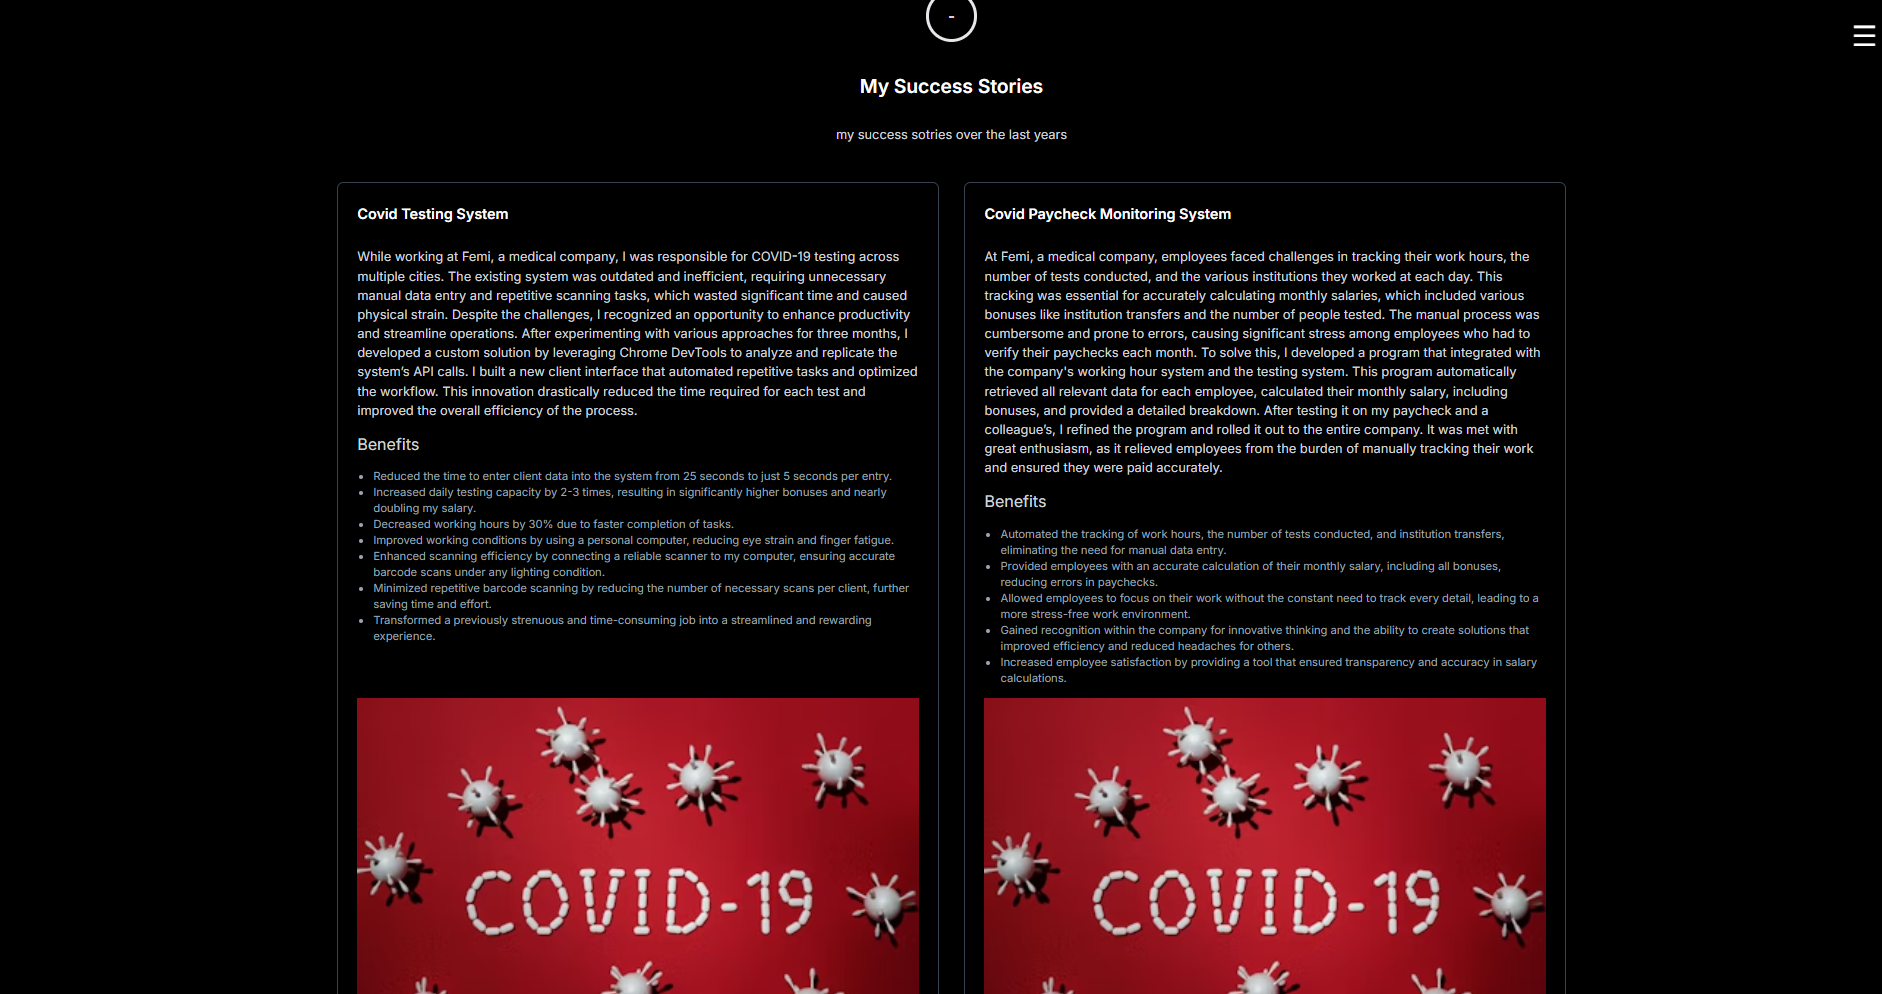 -
My Success Stories
my success sotries over the last years
Covid Testing System
While working at Femi, a medical company, I was responsible for COVID-19 testing across
multiple cities. The existing system was outdated and inefficient, requiring unnecessary
manual data entry and repetitive scanning tasks, which wasted significant time and caused
physical strain. Despite the challenges, I recognized an opportunity to enhance productivity
and streamline operations. After experimenting with various approaches for three months, I
developed a custom solution by leveraging Chrome DevTools to analyze and replicate the
system's API calls. I built a new client interface that automated repetitive tasks and optimized
the workflow. This innovation drastically reduced the time required for each test and
improved the overall efficiency of the process.
Benefits
• Reduced the time to enter client data into the system from 25 seconds to just 5 seconds per entry.
• Increased daily testing capacity by 2-3 times, resulting in significantly higher bonuses and nearly
doubling my salary.
• Decreased working hours by 30% due to faster completion of tasks.
• Improved working conditions by using a personal computer, reducing eye strain and finger fatigue.
• Enhanced scanning efficiency by connecting a reliable scanner to my computer, ensuring accurate
barcode scans under any lighting condition.
• Minimized repetitive barcode scanning by reducing the number of necessary scans per client, further
saving time and effort.
• Transformed a previously strenuous and time-consuming job into a streamlined and rewarding
experience.
COVID-19
Covid Paycheck Monitoring System
At Femi, a medical company, employees faced challenges in tracking their work hours, the
number of tests conducted, and the various institutions they worked at each day. This
tracking was essential for accurately calculating monthly salaries, which included various
bonuses like institution transfers and the number of people tested. The manual process was
cumbersome and prone to errors, causing significant stress among employees who had to
verify their paychecks each month. To solve this, I developed a program that integrated with
the company's working hour system and the testing system. This program automatically
retrieved all relevant data for each employee, calculated their monthly salary, including
bonuses, and provided a detailed breakdown. After testing it on my paycheck and a
colleague's, I refined the program and rolled it out to the entire company. It was met with
great enthusiasm, as it relieved employees from the burden of manually tracking their work
and ensured they were paid accurately.
Benefits
• Automated the tracking of work hours, the number of tests conducted, and institution transfers,
eliminating the need for manual data entry.
• Provided employees with an accurate calculation of their monthly salary, including all bonuses,
reducing errors in paychecks.
• Allowed employees to focus on their work without the constant need to track every detail, leading to a
more stress-free work environment.
• Gained recognition within the company for innovative thinking and the ability to create solutions that
improved efficiency and reduced headaches for others.
• Increased employee satisfaction by providing a tool that ensured transparency and accuracy in salary
calculations.
COVID-19